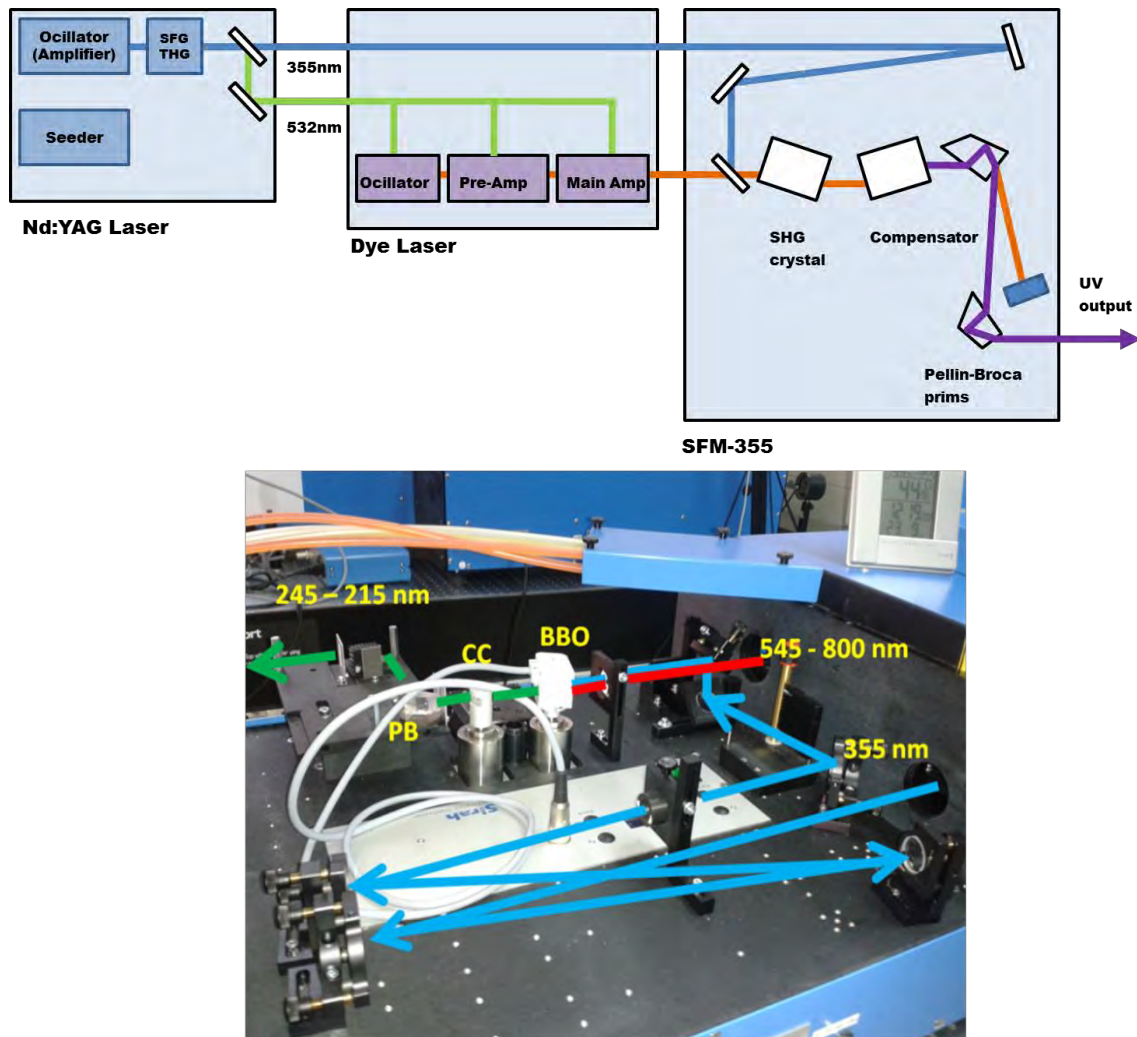 Ocillator
(Amplifier)
SFG
THG
Seeder
355nm
532nm
Nd:YAG Laser
Ocillator
Pre-Amp
Main Amp
Dye Laser
SHG
crystal
Compensator
UV
output
Pellin-Broca
prims
SFM-355
245 – 215 nm
CC
BBO
545 - 800 nm
PB
355 nm
Sirah
44